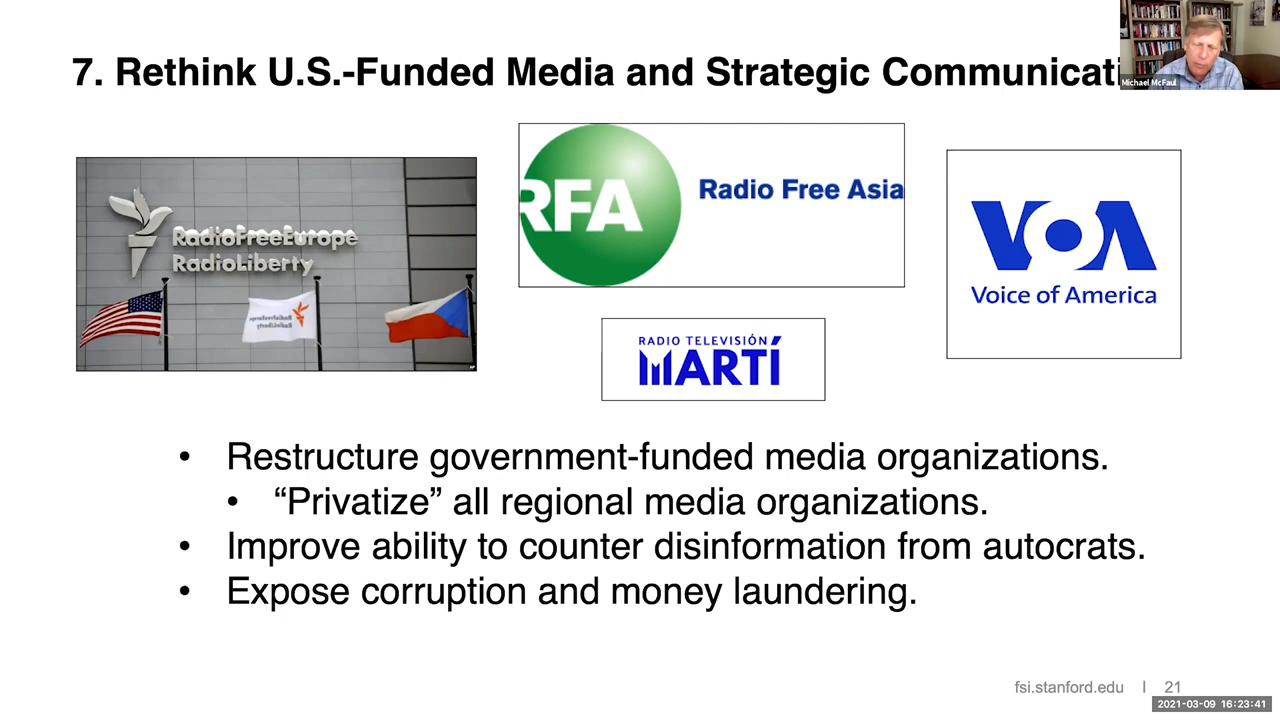 7. Rethink U.S.-Funded Media and Strategic Communicati
Michael McFaul
RadioFreeEurope
RadioLiberty
RFA
Radio Free Asia
VOA
Voice of America
RADIO TELEVISIÓN
MARTÍ
• Restructure government-funded media organizations.
• “Privatize” all regional media organizations.
• Improve ability to counter disinformation from autocrats.
• Expose corruption and money laundering.
fsi.stanford.edu | 21
2021-03-09 16:23:41